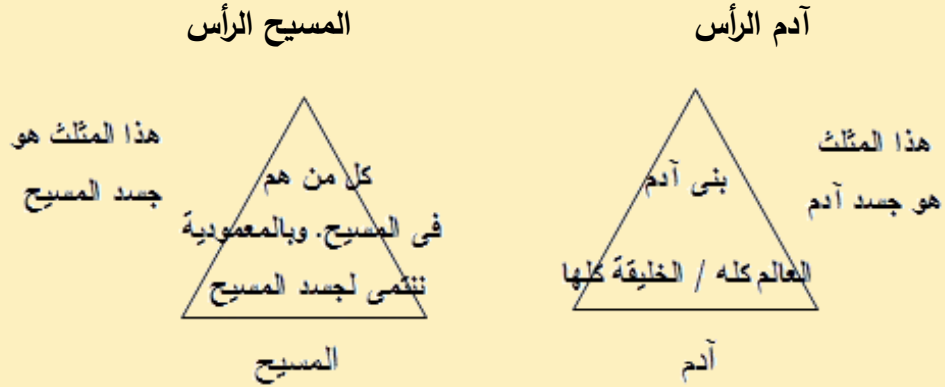 آدم الرأس
هذا المثلث
هو جسد آدم
بنى آدم
العالم كله / الخليقة كلها
آدم
المسيح الرأس
كل من هم
فى المسيح. وبالمعمودية
ننتمى لجسد المسيح
هذا المثلث هو
جسد المسيح
المسيح